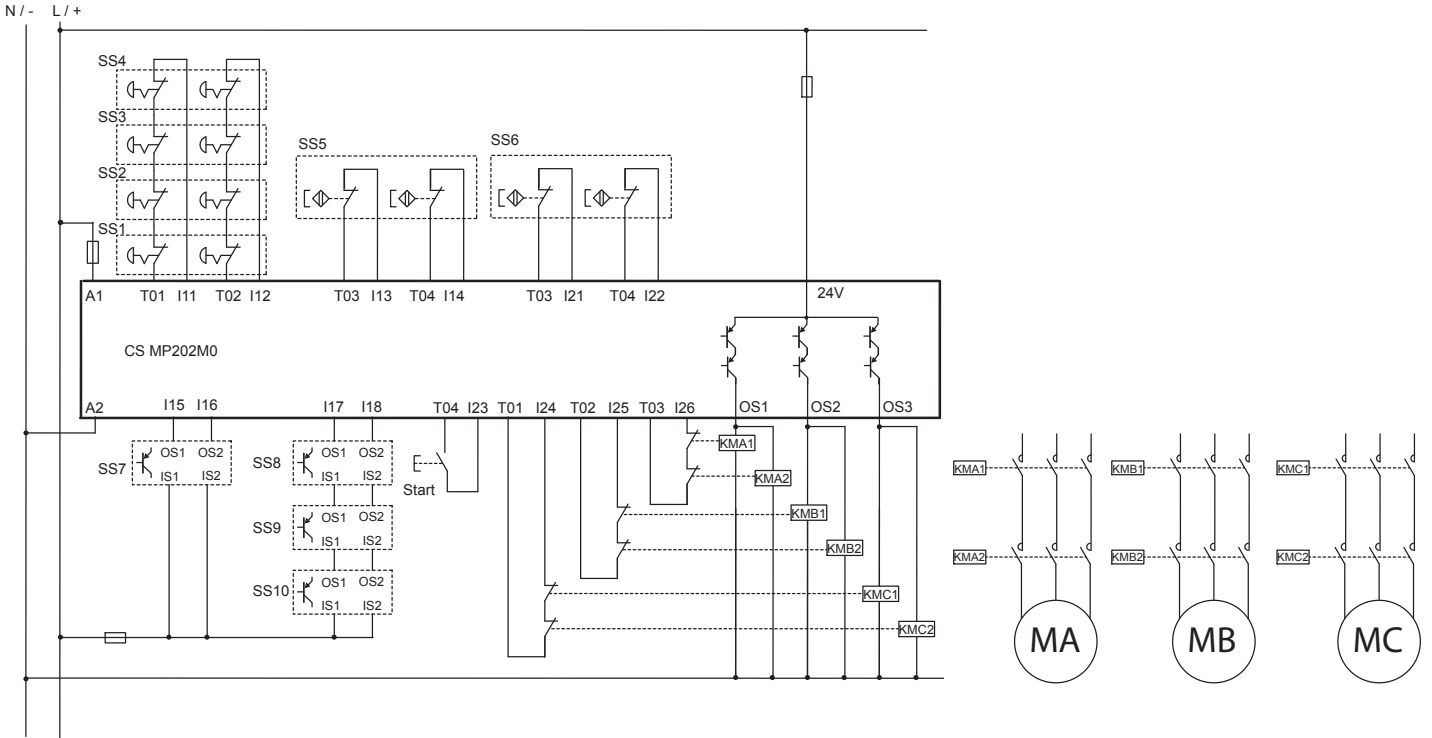 N / - L / +
SS4
SS3
SS2
SS1
SS5
SS6
A1 T01 I11 T02 I12 T03 I13 T04 I14 T03 I21 T04 I22 24V
CS MP202M0
A2 I15 I16 I17 I18 T04 I23 T01 I24 T02 I25 T03 I26 OS1 OS2 OS3
SS7 OS1 OS2
IS1 IS2
SS8 OS1 OS2
IS1 IS2
Start
SS9 OS1 OS2
IS1 IS2
SS10 OS1 OS2
IS1 IS2
KMA1
KMA2
KMB1
KMB2
KMC1
KMC2
KMA1 KMB1 KMC1
KMA2 KMB2 KMC2
MA MB MC